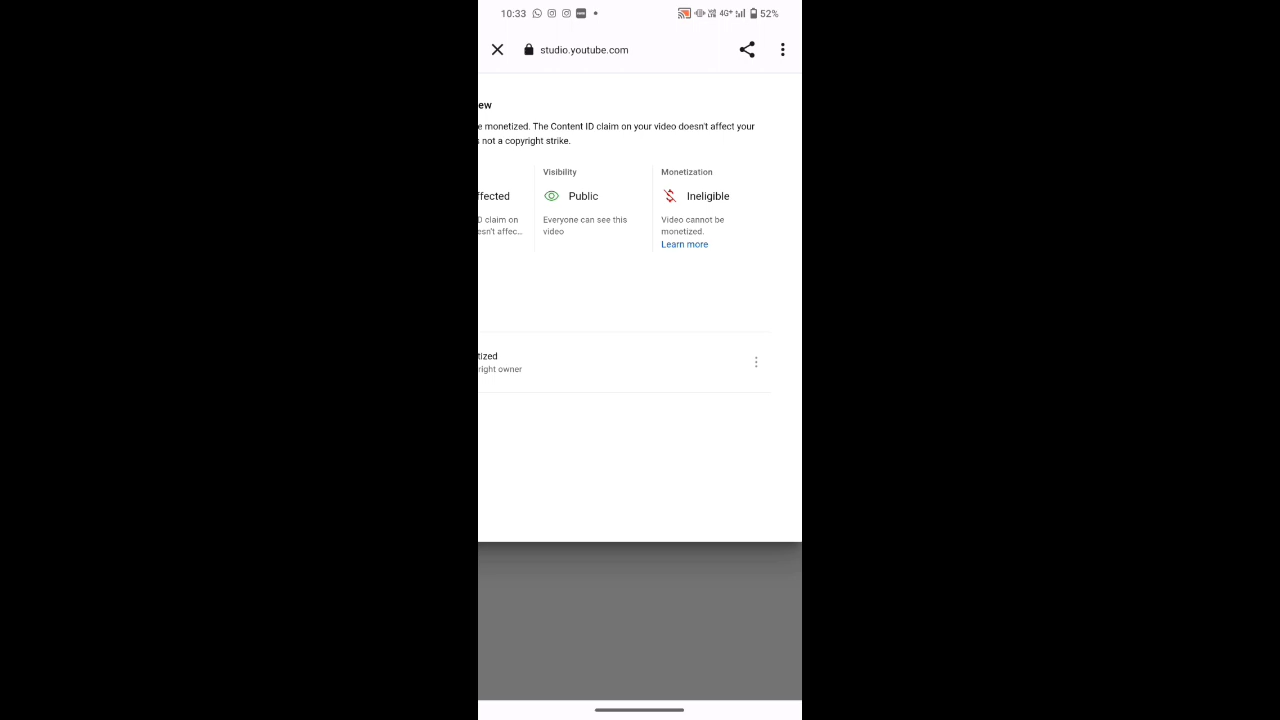 10:33 4G+ 52%
studio.youtube.com
ew
e monetized. The Content ID claim on your video doesn't affect your
s not a copyright strike.
Visibility Monetization
ffected Public Ineligible
D claim on Everyone can see this Video cannot be
esn't affec... video monetized.
Learn more
tized
right owner